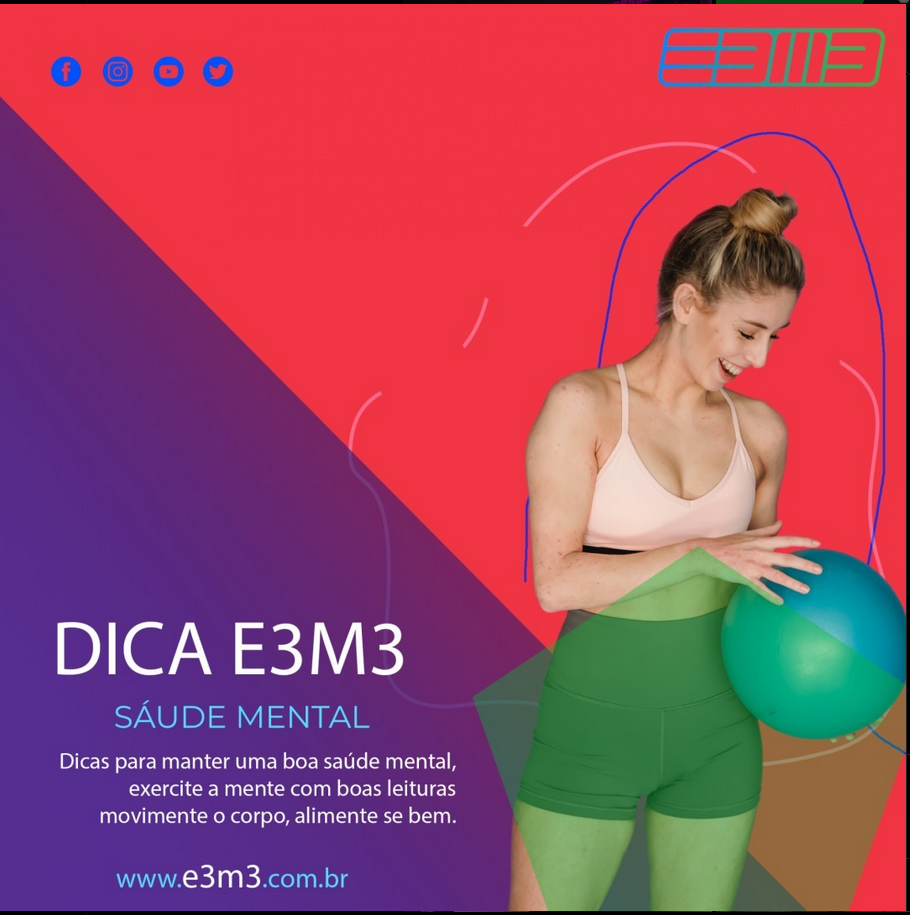 E3M3
DICA E3M3
SÁUDE MENTAL
Dicas para manter uma boa saúde mental,
exercite a mente com boas leituras
movimente o corpo, alimente se bem.
www.e3m3.com.br